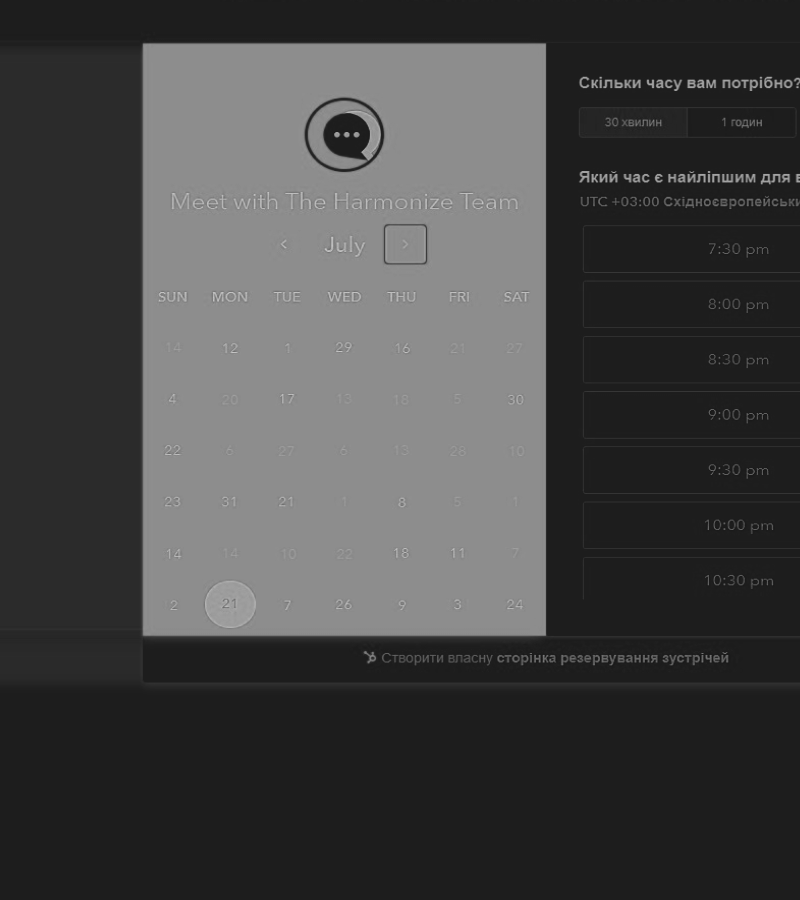 Meet with The Harmonize Team
July
SUN MON TUE WED THU FRI SAT
14 12 1 29 16 21 27
4 20 17 13 18 5 30
22 6 27 6 13 28 10
23 31 21 1 8 5 1
14 14 10 22 18 11 7
2 21 7 26 9 3 24
Скільки часу вам потрібно?
30 хвилин 1 годин
Який час є найліпшим для
UTC +03:00
7:30 pm
8:00 pm
8:30 pm
9:00 pm
9:30 pm
10:00 pm
10:30 pm
Створити власну сторінка резервування зустрічей